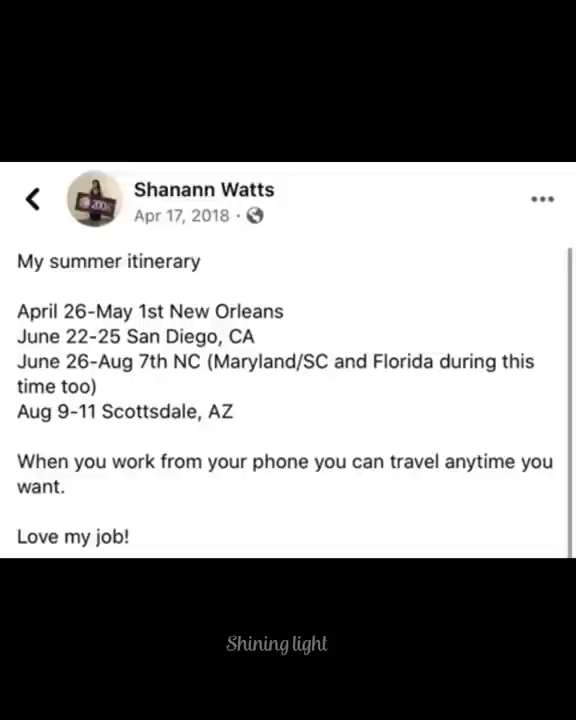 Shanann Watts
Apr 17, 2018 ·
My summer itinerary
April 26-May 1st New Orleans
June 22-25 San Diego, CA
June 26-Aug 7th NC (Maryland/SC and Florida during this
time too)
Aug 9-11 Scottsdale, AZ
When you work from your phone you can travel anytime you
want.
Love my job!
Shining light